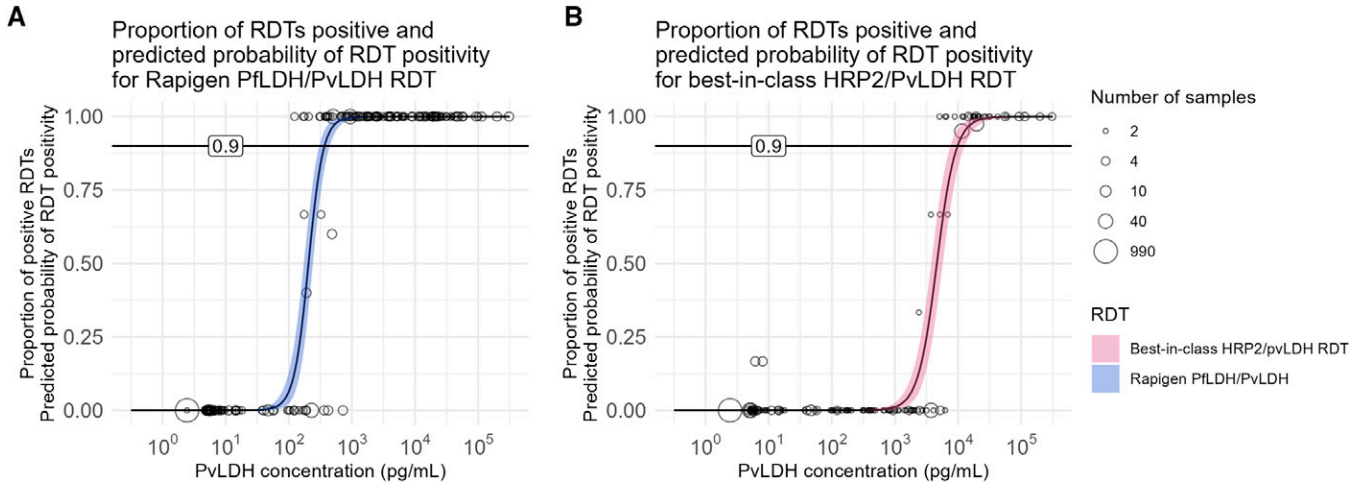 A
Proportion of RDTs positive and
predicted probability of RDT positivity
for Rapigen PfLDH/PvLDH RDT
Proportion of positive RDTs
Predicted probability of RDT positivity
1.00
0.75
0.50
0.25
0.00
0.9
10⁰
10¹
10²
10³
10⁴
10⁵
PvLDH concentration (pg/mL)
B
Proportion of RDTs positive and
predicted probability of RDT positivity
for best-in-class HRP2/PvLDH RDT
Proportion of positive RDTs
Predicted probability of RDT positivity
1.00
0.75
0.50
0.25
0.00
0.9
10⁰
10¹
10²
10³
10⁴
10⁵
PvLDH concentration (pg/mL)
Number of samples
2
4
10
40
990
RDT
Best-in-class HRP2/pvLDH RDT
Rapigen PfLDH/PvLDH